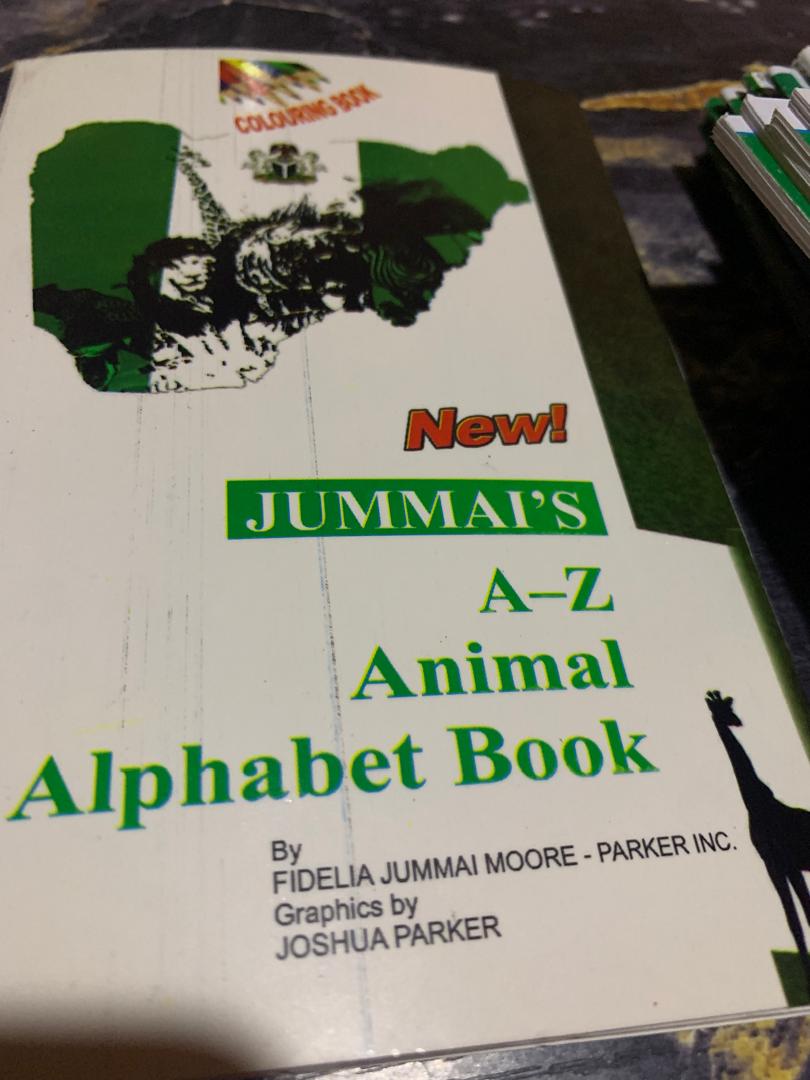 COLOURING BOOK
New!
JUMMAI'S
A–Z
Animal
Alphabet Book
By
FIDELIA JUMMAI MOORE - PARKER INC.
Graphics by
JOSHUA PARKER